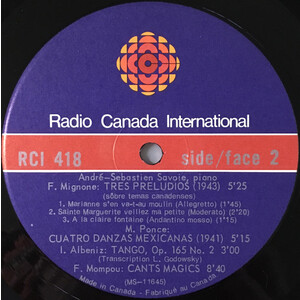 Radio Canada International
RCI 418 side/face 2
André-Sebastien Savoie, piano
F. Mignone: TRES PRELUDIOS (1943) 5'25
(sôbre temas canadenses)
1. Marianne s'en va-t-au moulin (Allegretto) (1'45)
2. Sainte Marguerite veillez ma petite (Moderato) (2'20)
3. A la claire fontaine (Andantino mosso) (1'15)
M. Ponce:
CUATRO DANZAS MEXICANAS (1941) 5'15
I. Albeniz: TANGO, Op. 165 No. 2 3'00
(Transcription L. Godowsky)
F. Mompou: CANTS MAGICS 8'40
(MS-11645)
Made in Canada - Fabriqué au Canada